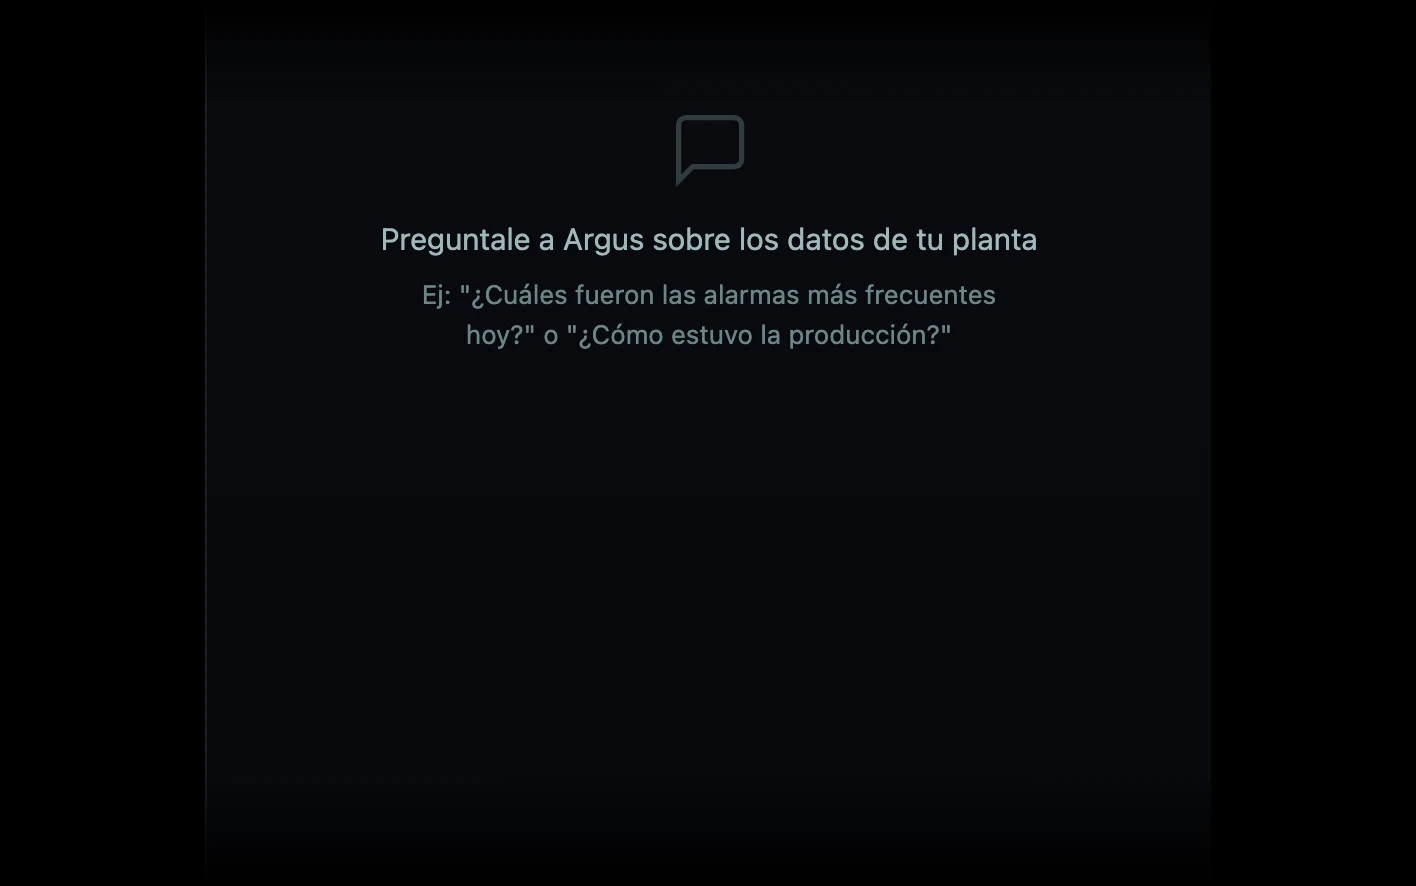 Preguntale a Argus sobre los datos de tu planta
Ej: "¿Cuáles fueron las alarmas más frecuentes
hoy?" o "¿Cómo estuvo la producción?"